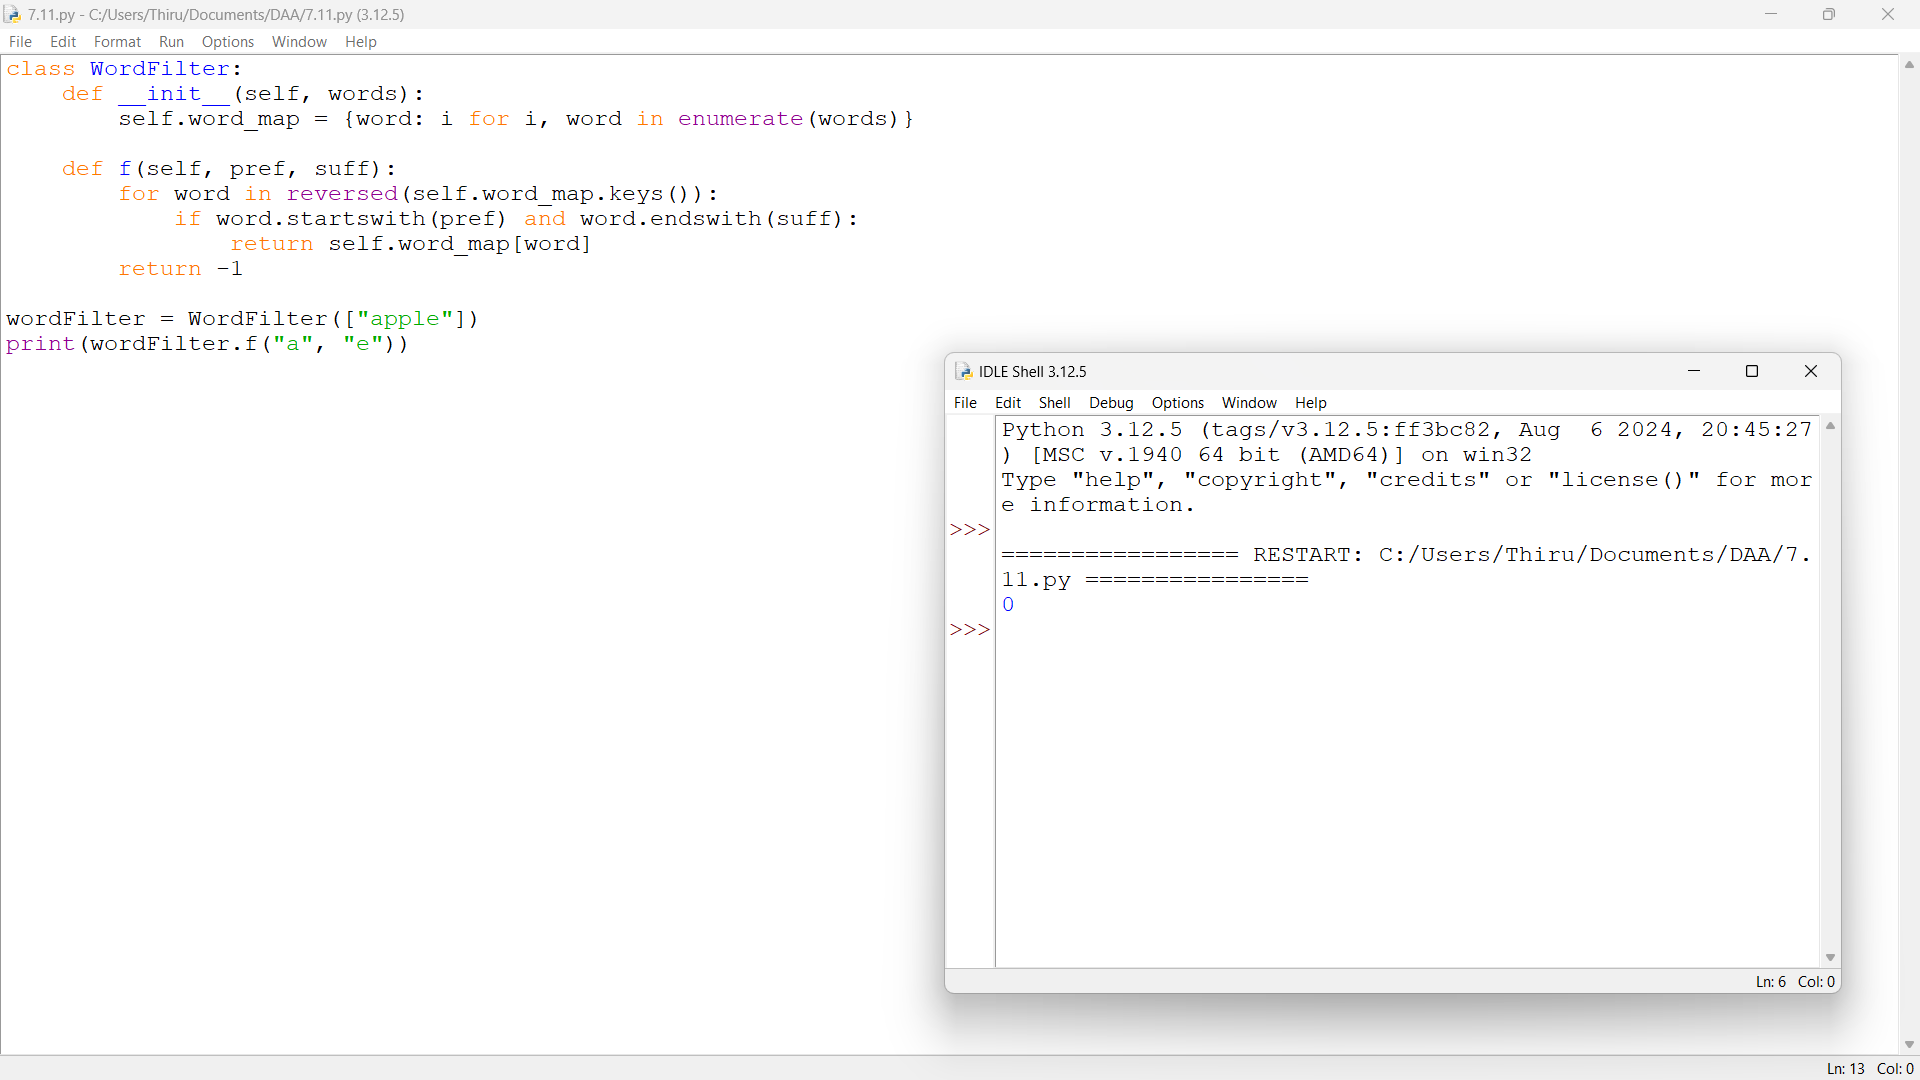 7.11.py - C:/Users/Thiru/Documents/DAA/7.11.py (3.12.5)
File Edit Format Run Options Window Help
class WordFilter:
    def __init__(self, words):
        self.word_map = {word: i for i, word in enumerate(words)}

    def f(self, pref, suff):
        for word in reversed(self.word_map.keys()):
            if word.startswith(pref) and word.endswith(suff):
                return self.word_map[word]
        return -1

wordFilter = WordFilter(["apple"])
print(wordFilter.f("a", "e"))
IDLE Shell 3.12.5
File Edit Shell Debug Options Window Help
Python 3.12.5 (tags/v3.12.5:ff3bc82, Aug  6 2024, 20:45:27
) [MSC v.1940 64 bit (AMD64)] on win32
Type "help", "copyright", "credits" or "license()" for mor
e information.
>>>
================= RESTART: C:/Users/Thiru/Documents/DAA/7.
11.py ================
0
>>>
Ln: 6 Col: 0
Ln: 13 Col: 0